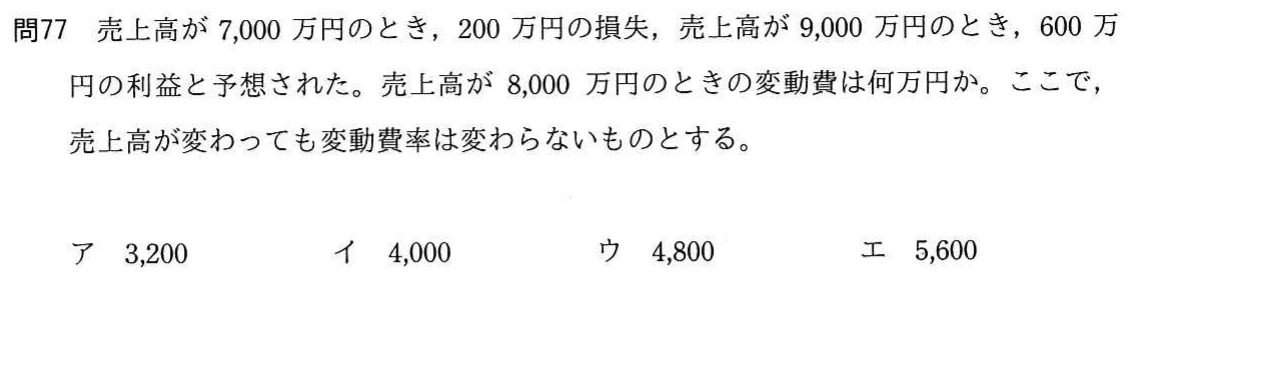 問77 売上高が 7,000 万円のとき，200 万円の損失，売上高が 9,000 万円のとき，600 万
円の利益と予想された。売上高が 8,000 万円のときの変動費は何万円か。ここで，
売上高が変わっても変動費率は変わらないものとする。
ア 3,200 イ 4,000 ウ 4,800 エ 5,600